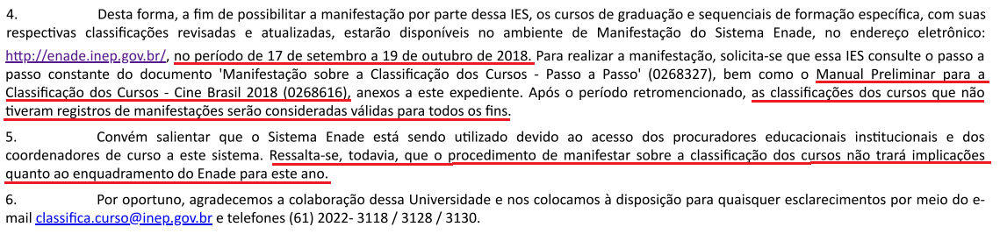 4. Desta forma, a fim de possibilitar a manifestação por parte dessa IES, os cursos de graduação e sequenciais de formação específica, com suas
respectivas classificações revisadas e atualizadas, estarão disponíveis no ambiente de Manifestação do Sistema Enade, no endereço eletrônico:
http://enade.inep.gov.br/, no período de 17 de setembro a 19 de outubro de 2018. Para realizar a manifestação, solicita-se que essa IES consulte o passo a
passo constante do documento 'Manifestação sobre a Classificação dos Cursos - Passo a Passo' (0268327), bem como o Manual Preliminar para a
Classificação dos Cursos - Cine Brasil 2018 (0268616), anexos a este expediente. Após o período retromencionado, as classificações dos cursos que não
tiveram registros de manifestações serão consideradas válidas para todos os fins.
5. Convém salientar que o Sistema Enade está sendo utilizado devido ao acesso dos procuradores educacionais institucionais e dos
coordenadores de curso a este sistema. Ressalta-se, todavia, que o procedimento de manifestar sobre a classificação dos cursos não trará implicações
quanto ao enquadramento do Enade para este ano.
6. Por oportuno, agradecemos a colaboração dessa Universidade e nos colocamos à disposição para quaisquer esclarecimentos por meio do e-
mail classifica.curso@inep.gov.br e telefones (61) 2022- 3118 / 3128 / 3130.